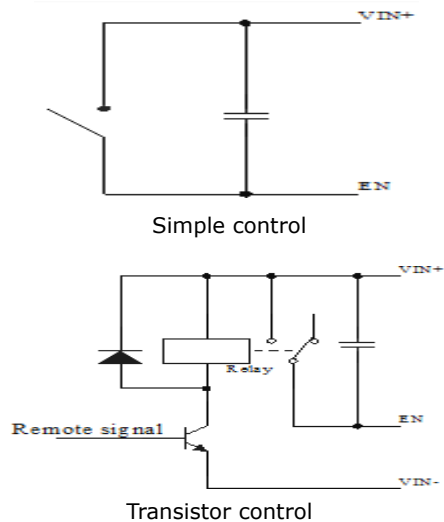 VIN+
EN
Simple control
VIN+
Relay
EN
Remote signal
VIN-
Transistor control